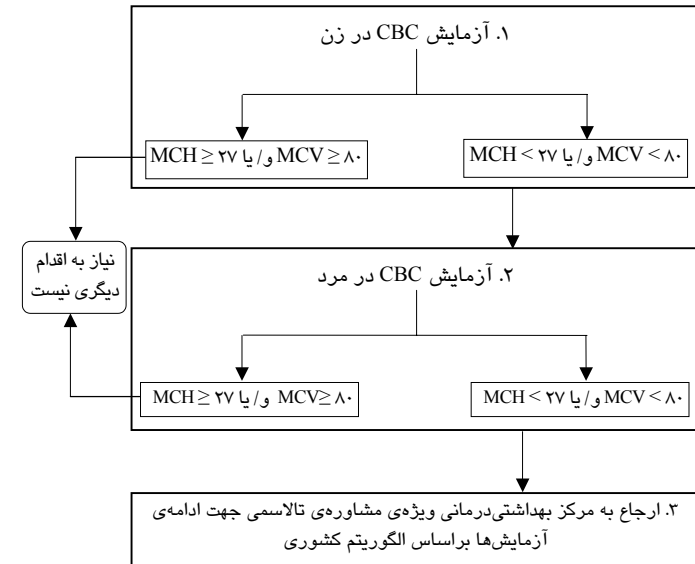 ۱. آزمایش CBC در زن
MCV < ۸۰ و/ یا MCH < ۲۷
MCV ≥ ۸۰ و/ یا MCH ≥ ۲۷
نیاز به اقدام
دیگری نیست
۲. آزمایش CBC در مرد
MCV < ۸۰ و/ یا MCH < ۲۷
MCV ≥ ۸۰ و/ یا MCH ≥ ۲۷
۳. ارجاع به مرکز بهداشتی‌درمانی ویژه‌ی مشاوره‌ی تالاسمی جهت ادامه‌ی
آزمایش‌ها براساس الگوریتم کشوری